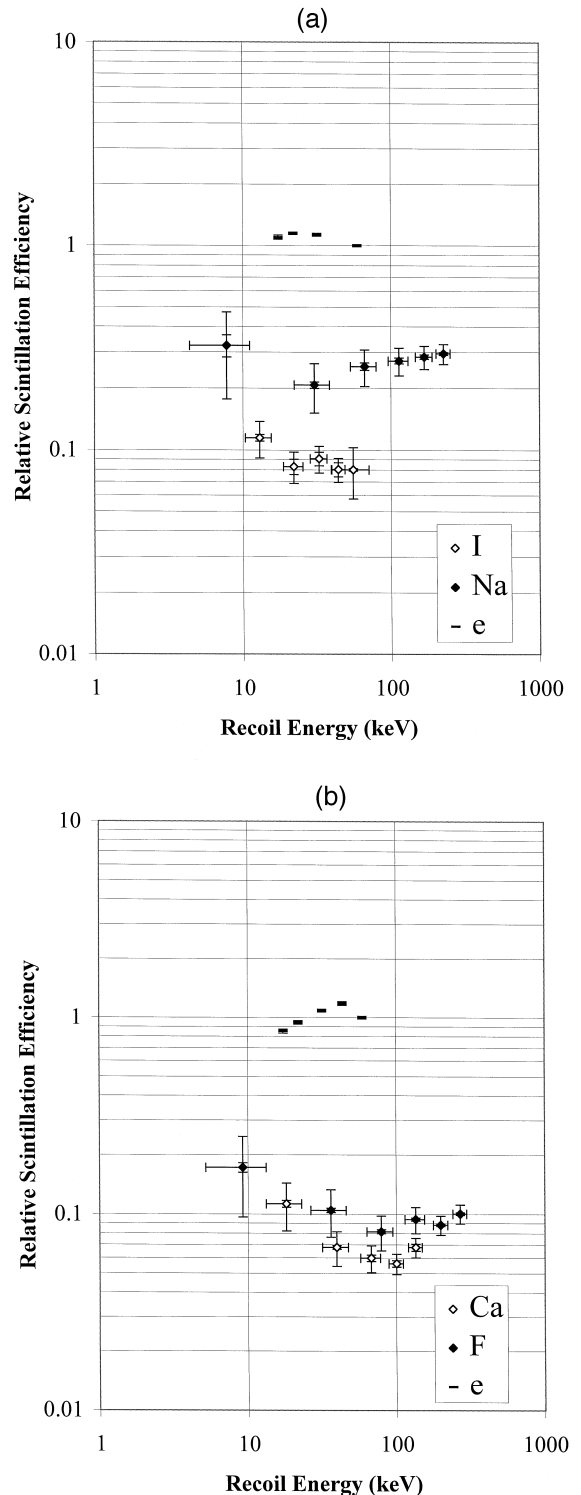 (a)
10
1
0.1
0.01
Relative Scintillation Efficiency
I
Na
e
1
10
100
1000
Recoil Energy (keV)
(b)
10
1
0.1
0.01
Relative Scintillation Efficiency
Ca
F
e
1
10
100
1000
Recoil Energy (keV)